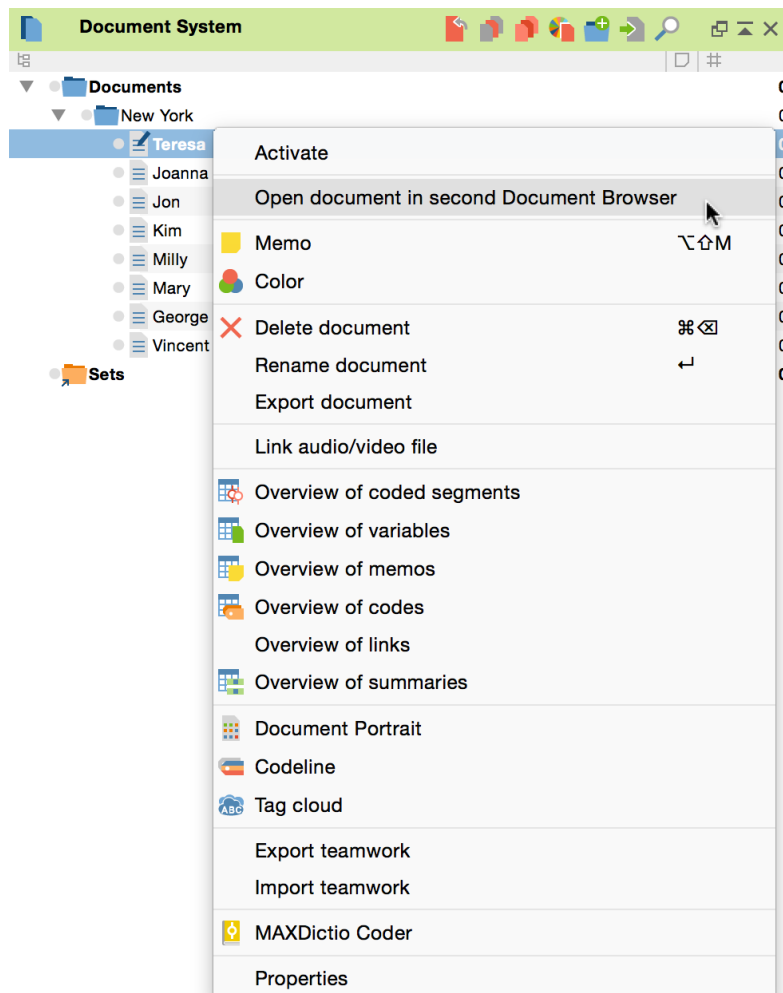 Document System
Documents
New York
Teresa
Joanna
Jon
Kim
Milly
Mary
George
Vincent
Sets
Activate
Open document in second Document Browser
Memo ⌥⇧M
Color
Delete document ⌘⌫
Rename document ↵
Export document
Link audio/video file
Overview of coded segments
Overview of variables
Overview of memos
Overview of codes
Overview of links
Overview of summaries
Document Portrait
Codeline
ABC Tag cloud
Export teamwork
Import teamwork
MAXDictio Coder
Properties